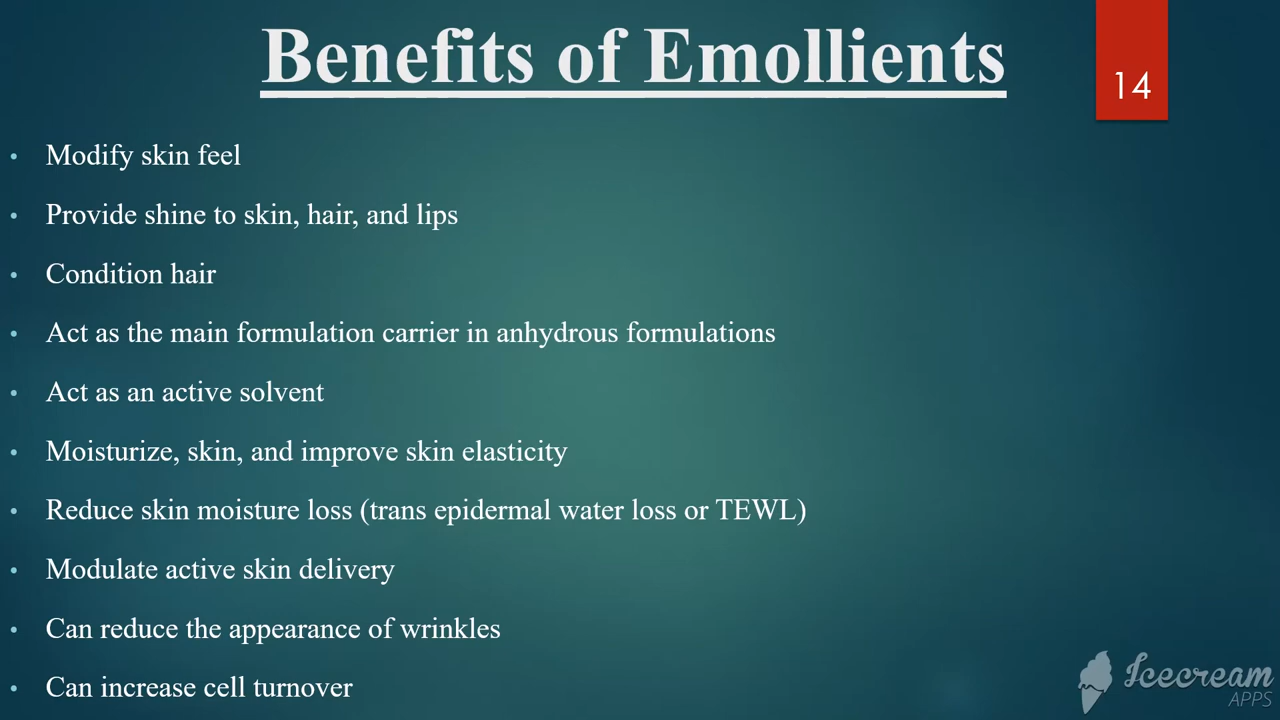 Benefits of Emollients
14
• Modify skin feel
• Provide shine to skin, hair, and lips
• Condition hair
• Act as the main formulation carrier in anhydrous formulations
• Act as an active solvent
• Moisturize, skin, and improve skin elasticity
• Reduce skin moisture loss (trans epidermal water loss or TEWL)
• Modulate active skin delivery
• Can reduce the appearance of wrinkles
• Can increase cell turnover
Icecream
APPS